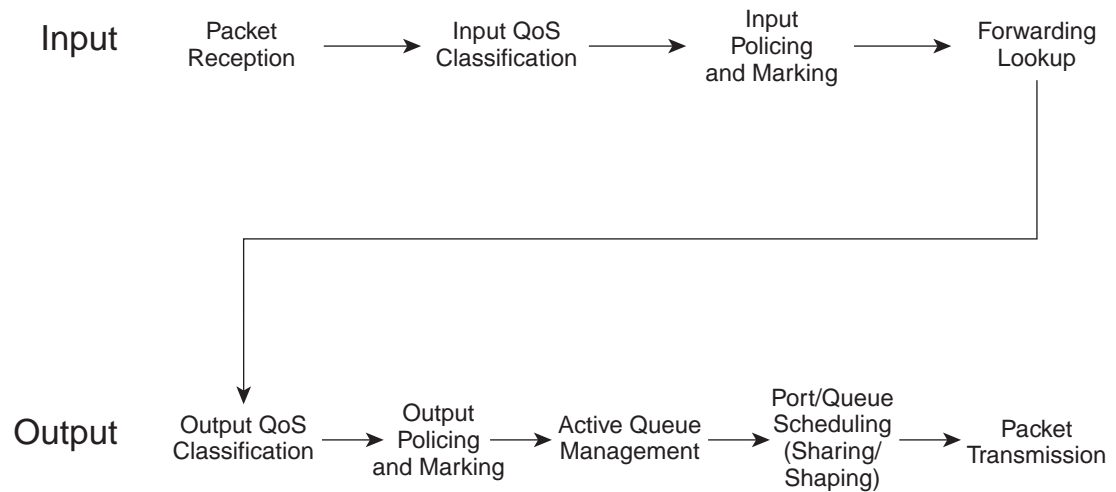 Input
Packet
Reception
Input QoS
Classification
Input
Policing
and Marking
Forwarding
Lookup
Output
Output QoS
Classification
Output
Policing
and Marking
Active Queue
Management
Port/Queue
Scheduling
(Sharing/
Shaping)
Packet
Transmission